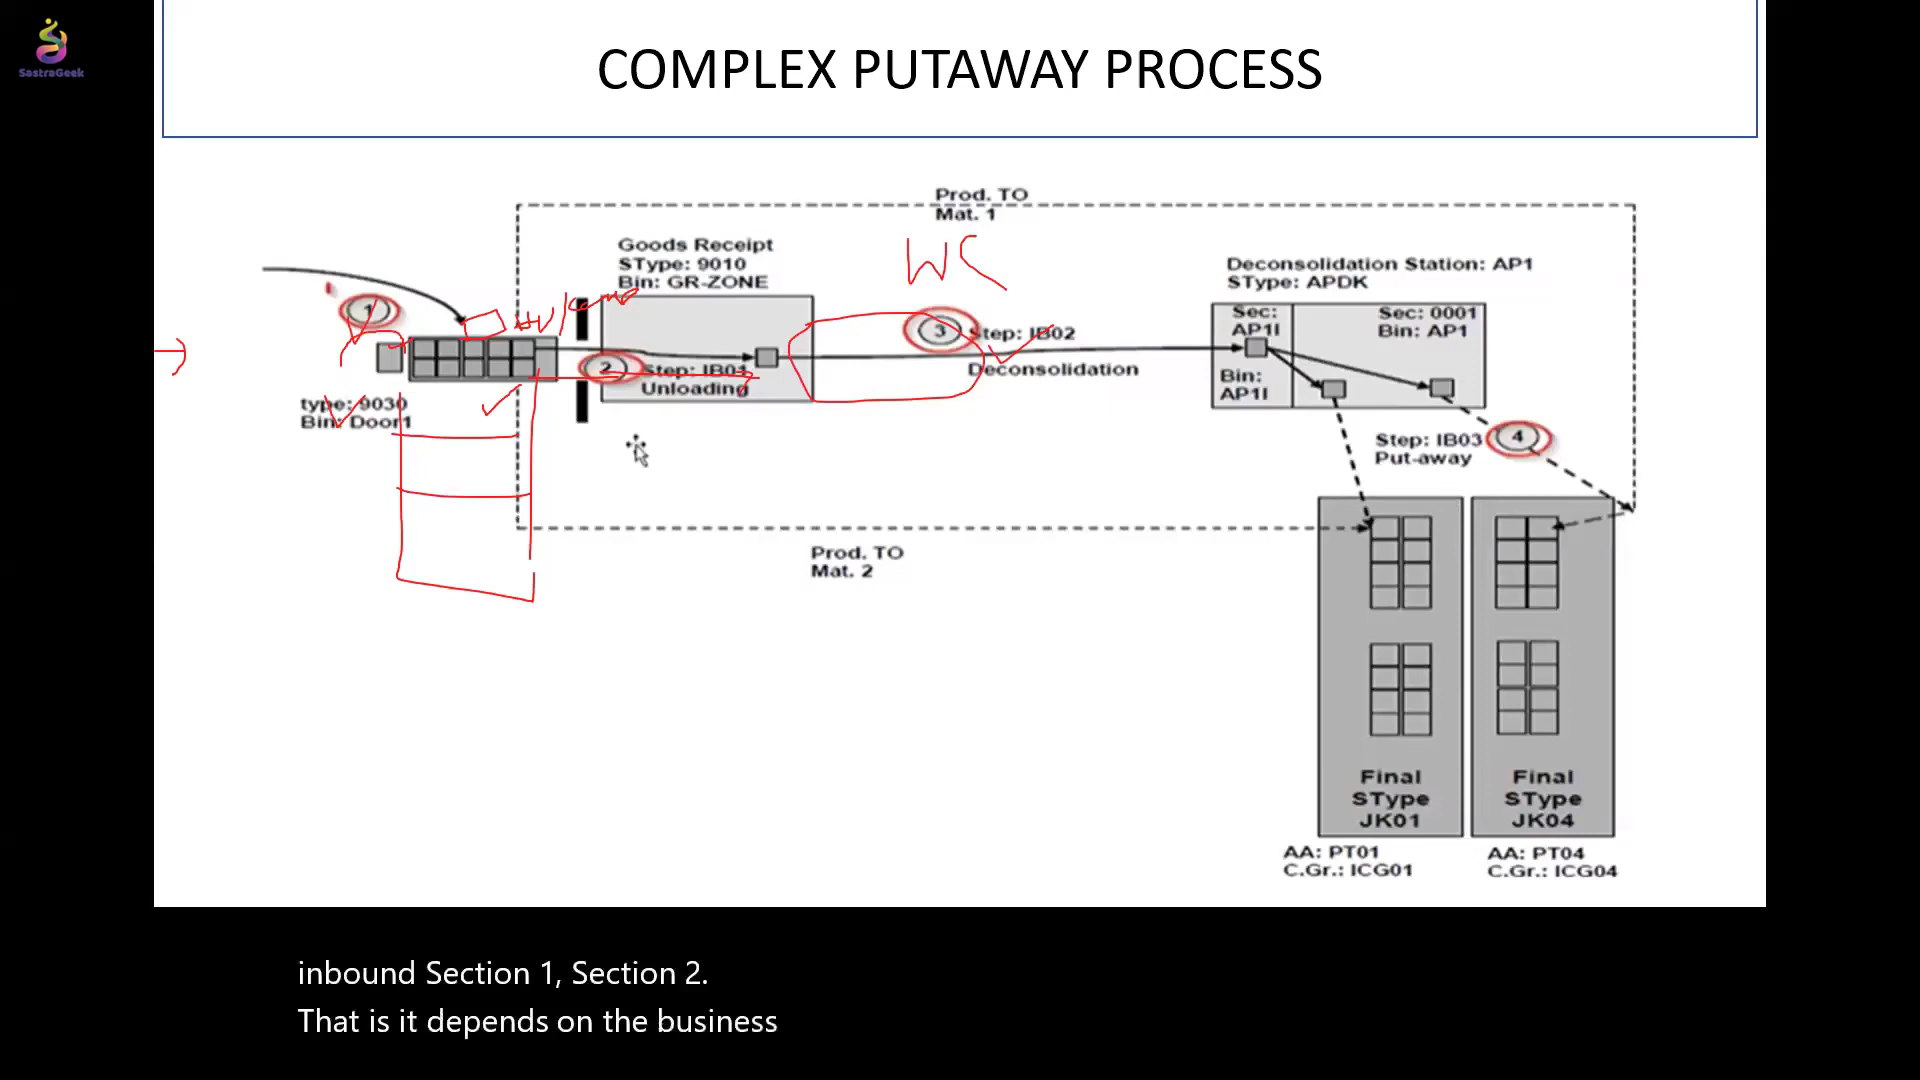 SastraGeek
COMPLEX PUTAWAY PROCESS
Prod. TO
Mat. 1
Goods Receipt
SType: 9010
Bin: GR-ZONE
WC
Deconsolidation Station: AP1
SType: APDK
1
Sec:
AP1I
Sec: 0001
Bin: AP1
3
Step: IB02
Deconsolidation
2
Step: IB01
Unloading
Bin:
AP1I
type: 9030
Bin: Door1
Step: IB03
Put-away
4
Prod. TO
Mat. 2
Final
SType
JK01
Final
SType
JK04
AA: PT01
C.Gr.: ICG01
AA: PT04
C.Gr.: ICG04
inbound Section 1, Section 2.
That is it depends on the business